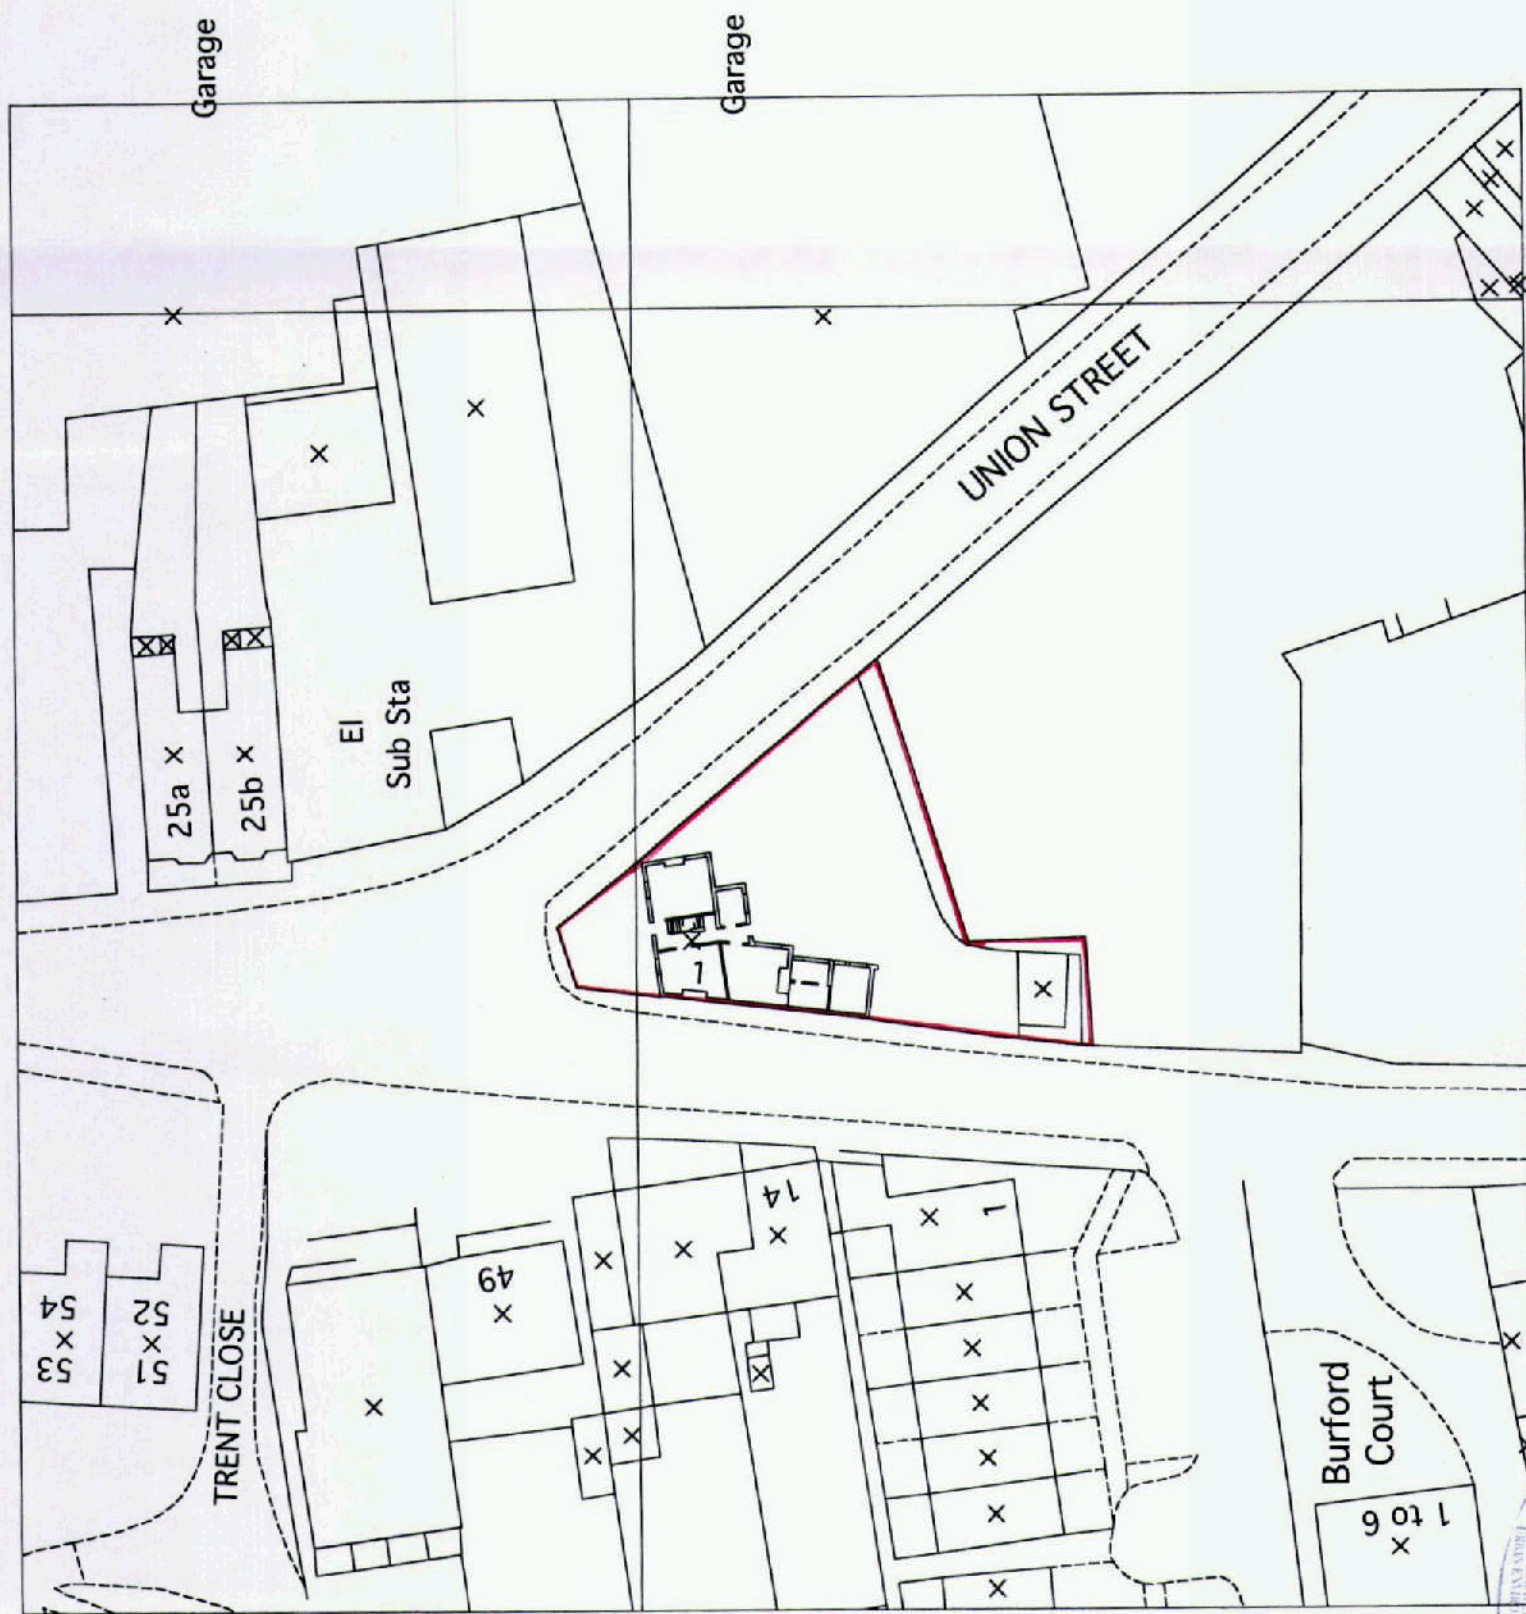 Garage
Garage
25a
25b
El
Sub Sta
UNION STREET
1
TRENT CLOSE
54
53
52
51
49
14
1
Burford
Court
1 to 6